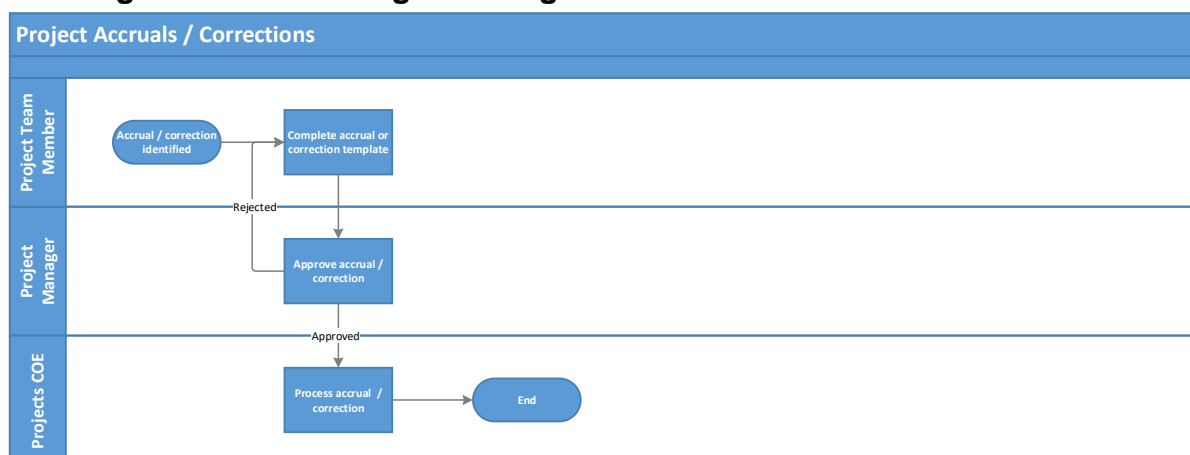 Project Accruals / Corrections
Project Team
Member
Accrual / correction
identified
Complete accrual or
correction template
Rejected
Project
Manager
Approve accrual /
correction
Approved
Projects COE
Process accrual /
correction
End